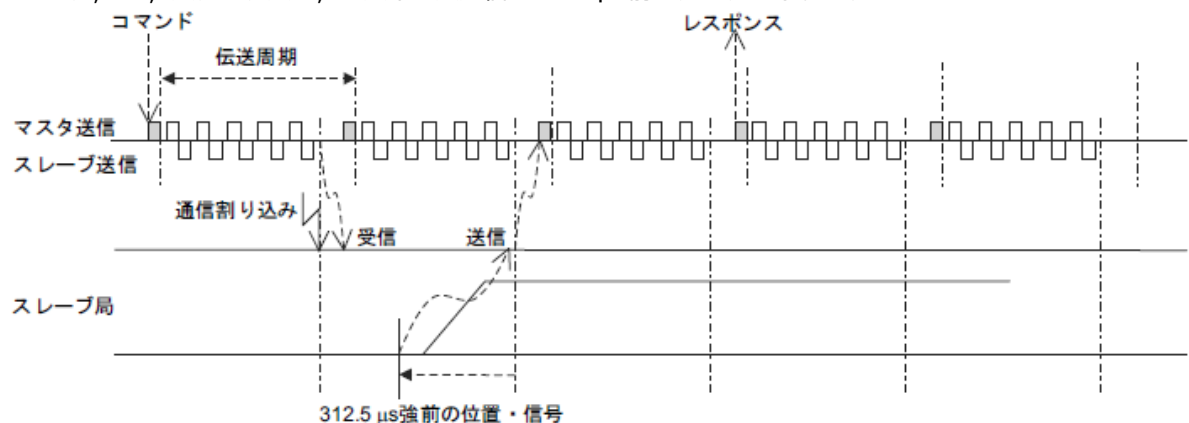 コマンド
レスポンス
伝送周期
マスタ送信
スレーブ送信
通信割り込み
受信
送信
スレーブ局
312.5 μs強前の位置・信号